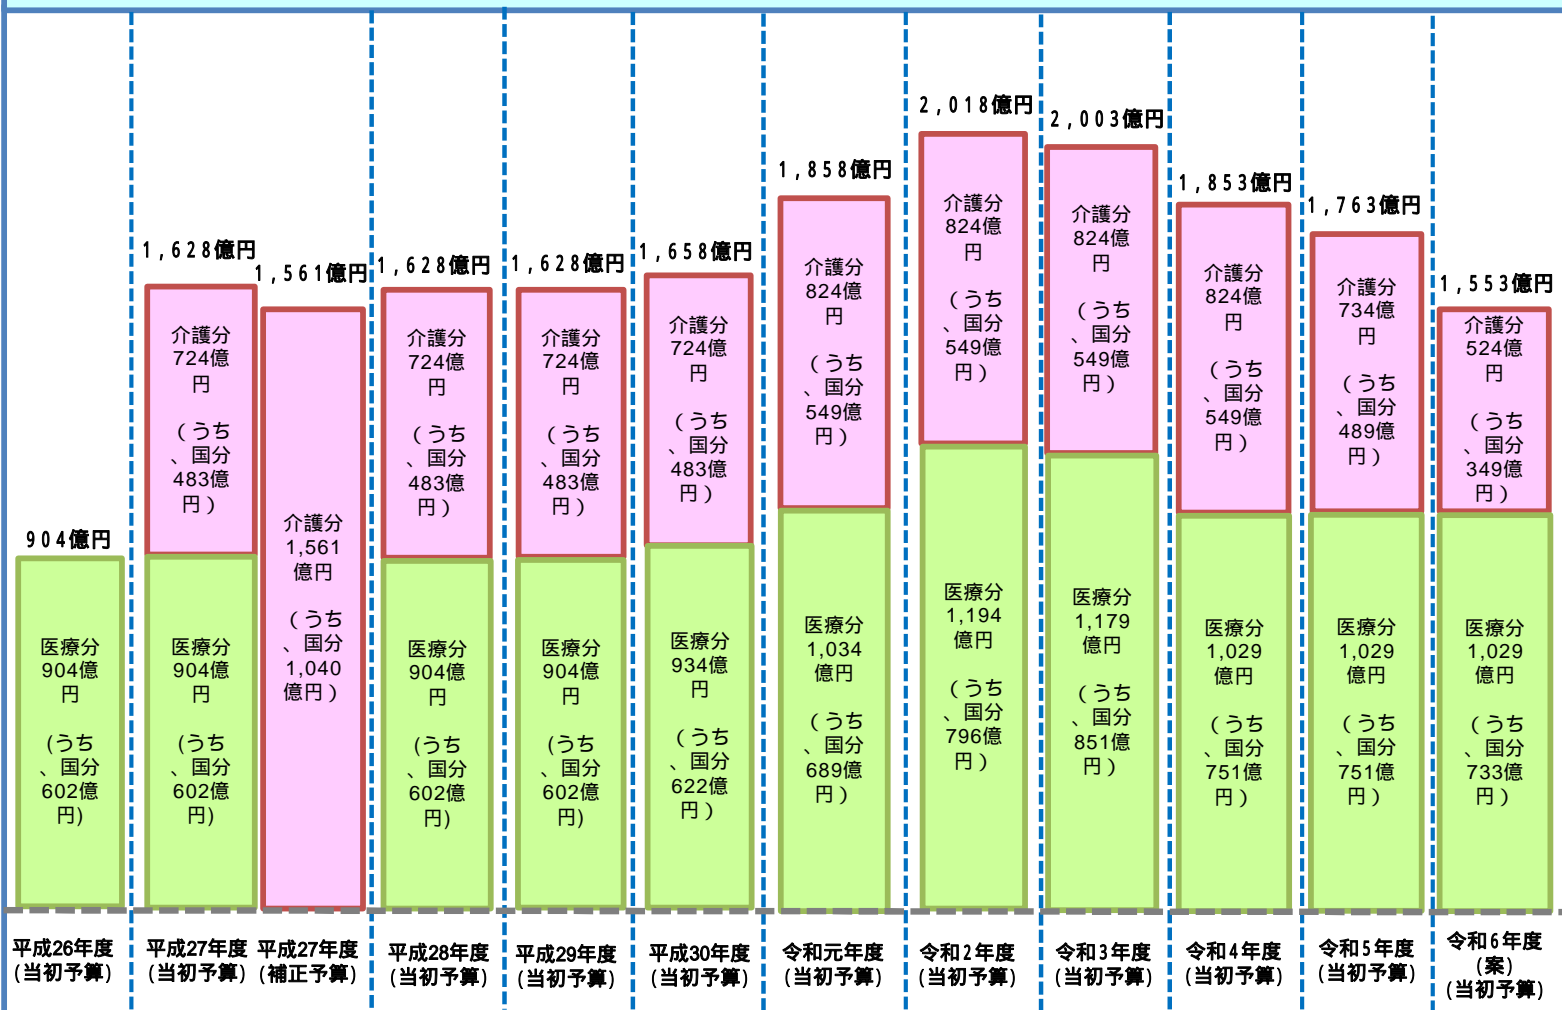 904億円
医療分
904億
円
(うち
、国分
602億
円)
平成26年度
(当初予算)
1,628億円
介護分
724億
円
（うち
、国分
483億
円）
医療分
904億
円
(うち
、国分
602億
円)
平成27年度
(当初予算)
1,561億円
介護分
1,561
億円
（うち
、国分
1,040
億円）
平成27年度
(補正予算)
1,628億円
介護分
724億
円
（うち
、国分
483億
円）
医療分
904億
円
(うち
、国分
602億
円)
平成28年度
(当初予算)
1,628億円
介護分
724億
円
（うち
、国分
483億
円）
医療分
904億
円
(うち
、国分
602億
円)
平成29年度
(当初予算)
1,658億円
介護分
724億
円
（うち
、国分
483億
円）
医療分
934億
円
（うち
、国分
622億
円）
平成30年度
(当初予算)
1,858億円
介護分
824億
円
（うち
、国分
549億
円）
医療分
1,034
億円
（うち
、国分
689億
円）
令和元年度
(当初予算)
2,018億円
介護分
824億
円
（うち
、国分
549億
円）
医療分
1,194
億円
（うち
、国分
796億
円）
令和2年度
(当初予算)
2,003億円
介護分
824億
円
（うち
、国分
549億
円）
医療分
1,179
億円
（うち
、国分
851億
円）
令和3年度
(当初予算)
1,853億円
介護分
824億
円
（うち
、国分
549億
円）
医療分
1,029
億円
（うち
、国分
751億
円）
令和4年度
(当初予算)
1,763億円
介護分
734億
円
（うち
、国分
489億
円）
医療分
1,029
億円
（うち
、国分
751億
円）
令和5年度
(当初予算)
1,553億円
介護分
524億
円
（うち
、国分
349億
円）
医療分
1,029
億円
（うち
、国分
733億
円）
令和6年度
(案)
(当初予算)